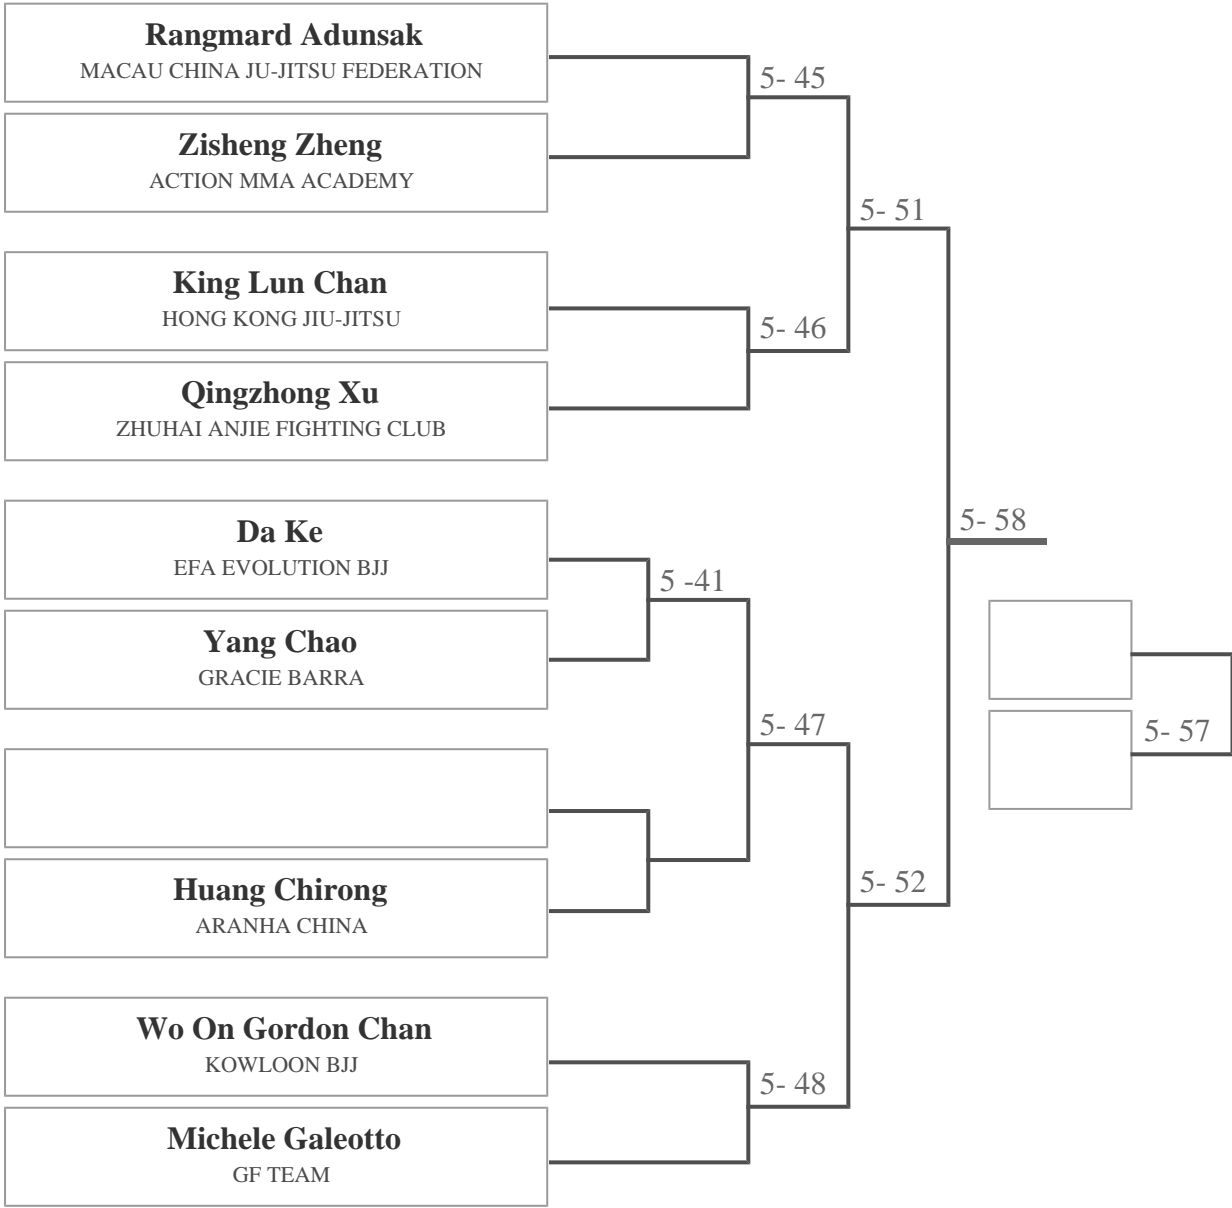 Rangmard Adunsak
MACAU CHINA JU-JITSU FEDERATION
5- 45
Zisheng Zheng
ACTION MMA ACADEMY
5- 51
King Lun Chan
HONG KONG JIU-JITSU
5- 46
Qingzhong Xu
ZHUHAI ANJIE FIGHTING CLUB
Da Ke
EFA EVOLUTION BJJ
5- 58
5 -41
Yang Chao
GRACIE BARRA
5- 47
5- 57
Huang Chirong
ARANHA CHINA
5- 52
Wo On Gordon Chan
KOWLOON BJJ
5- 48
Michele Galeotto
GF TEAM